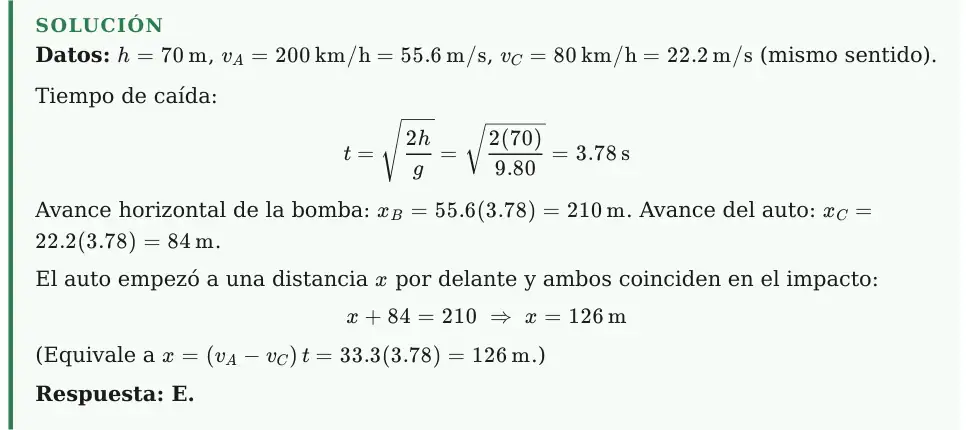 SOLUCIÓN
Datos: h = 70 m, v_A = 200 km/h = 55.6 m/s, v_C = 80 km/h = 22.2 m/s (mismo sentido).
Tiempo de caída:
t = √(2h/g) = √(2(70)/9.80) = 3.78 s
Avance horizontal de la bomba: x_B = 55.6(3.78) = 210 m. Avance del auto: x_C =
22.2(3.78) = 84 m.
El auto empezó a una distancia x por delante y ambos coinciden en el impacto:
x + 84 = 210 ⇒ x = 126 m
(Equivale a x = (v_A − v_C) t = 33.3(3.78) = 126 m.)
Respuesta: E.